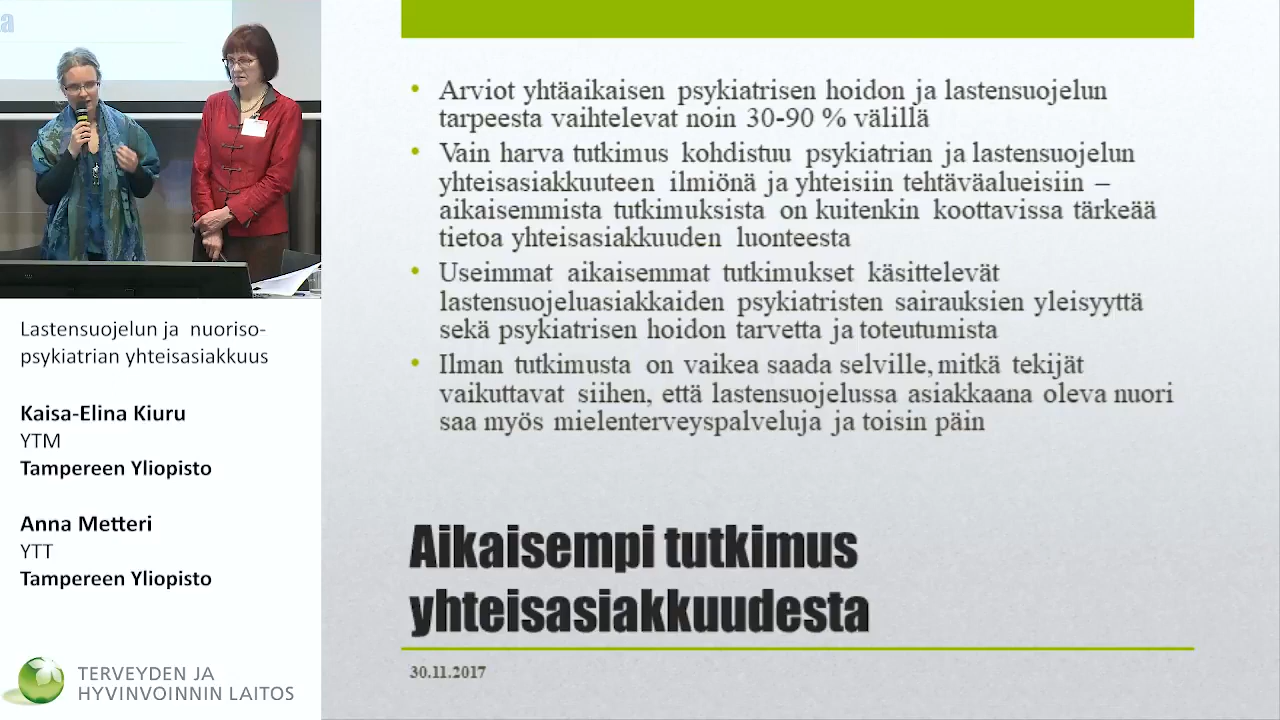 Lastensuojelun ja nuoriso-
psykiatrian yhteisasiakkuus
Kaisa-Elina Kiuru
YTM
Tampereen Yliopisto
Anna Metteri
YTT
Tampereen Yliopisto
TERVEYDEN JA
HYVINVOINNIN LAITOS
• Arviot yhtäaikaisen psykiatrisen hoidon ja lastensuojelun
tarpeesta vaihtelevat noin 30-90 % välillä
• Vain harva tutkimus kohdistuu psykiatrian ja lastensuojelun
yhteisasiakkuuteen ilmiönä ja yhteisiin tehtäväalueisiin –
aikaisemmista tutkimuksista on kuitenkin koottavissa tärkeää
tietoa yhteisasiakkuuden luonteesta
• Useimmat aikaisemmat tutkimukset käsittelevät
lastensuojeluasiakkaiden psykiatristen sairauksien yleisyyttä
sekä psykiatrisen hoidon tarvetta ja toteutumista
• Ilman tutkimusta on vaikea saada selville, mitkä tekijät
vaikuttavat siihen, että lastensuojelussa asiakkaana oleva nuori
saa myös mielenterveyspalveluja ja toisin päin
Aikaisempi tutkimus
yhteisasiakkuudesta
30.11.2017